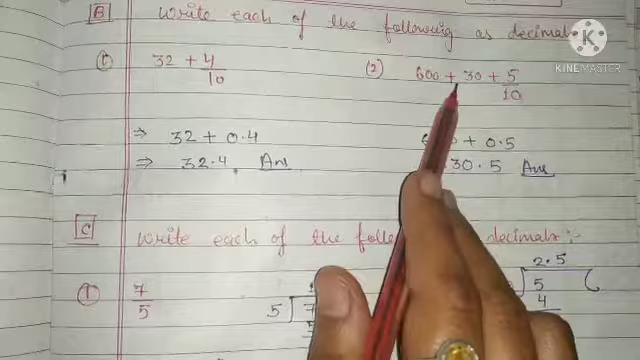 B Write each of the following as decimals
K
KINEMASTER
(1) 32 + 4/10
(2) 600 + 30 + 5/10
⇒ 32 + 0.4
+ 0.5
⇒ 32.4 Ans
30.5 Ans
C Write each of the decimals :-
(1) 7/5
5 7
2.5
5
4